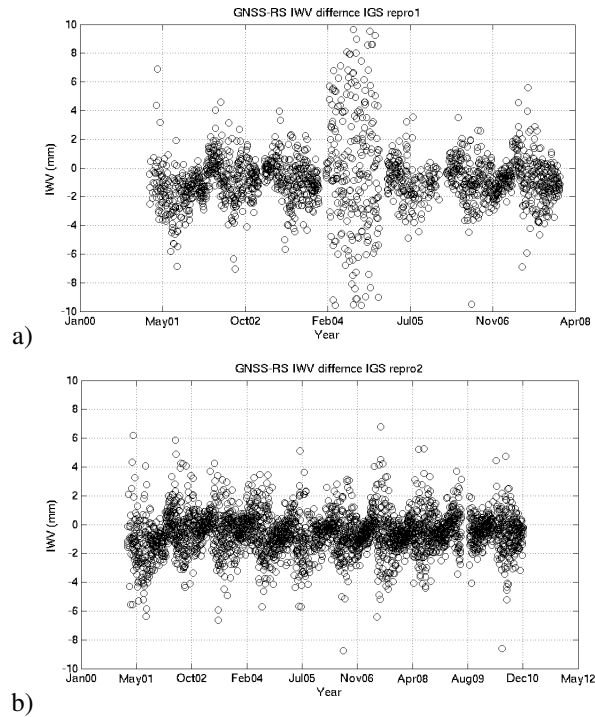 GNSS-RS IWV differnce IGS repro1
10
8
6
4
2
0
-2
-4
-6
-8
-10
IWV (mm)
Jan00 May01 Oct02 Feb04 Jul05 Nov06 Apr08
Year
a)
GNSS-RS IWV differnce IGS repro2
10
8
6
4
2
0
-2
-4
-6
-8
-10
IWV (mm)
Jan00 May01 Oct02 Feb04 Jul05 Nov06 Apr08 Aug09 Dec10 May12
Year
b)